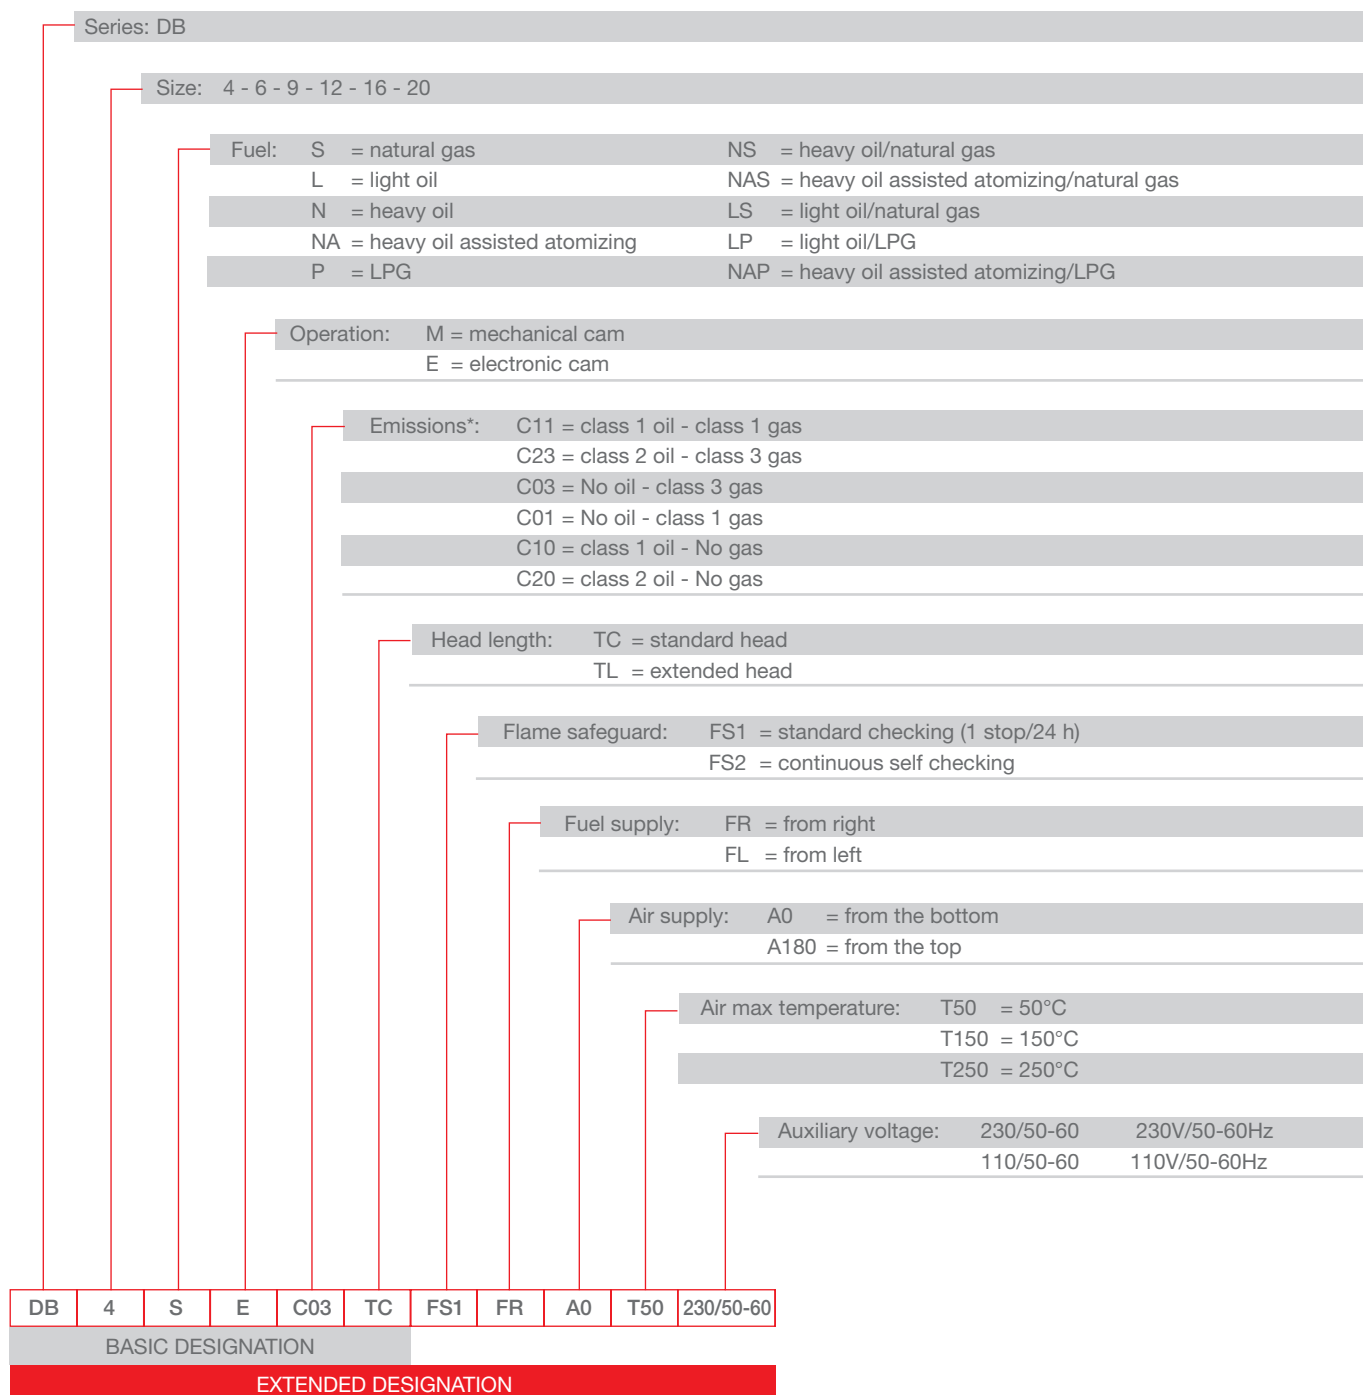 Series: DB
Size: 4 - 6 - 9 - 12 - 16 - 20
Fuel: S = natural gas NS = heavy oil/natural gas
L = light oil NAS = heavy oil assisted atomizing/natural gas
N = heavy oil LS = light oil/natural gas
NA = heavy oil assisted atomizing LP = light oil/LPG
P = LPG NAP = heavy oil assisted atomizing/LPG
Operation: M = mechanical cam
E = electronic cam
Emissions*: C11 = class 1 oil - class 1 gas
C23 = class 2 oil - class 3 gas
C03 = No oil - class 3 gas
C01 = No oil - class 1 gas
C10 = class 1 oil - No gas
C20 = class 2 oil - No gas
Head length: TC = standard head
TL = extended head
Flame safeguard: FS1 = standard checking (1 stop/24 h)
FS2 = continuous self checking
Fuel supply: FR = from right
FL = from left
Air supply: A0 = from the bottom
A180 = from the top
Air max temperature: T50 = 50°C
T150 = 150°C
T250 = 250°C
Auxiliary voltage: 230/50-60 230V/50-60Hz
110/50-60 110V/50-60Hz
DB 4 S E C03 TC FS1 FR A0 T50 230/50-60
BASIC DESIGNATION
EXTENDED DESIGNATION